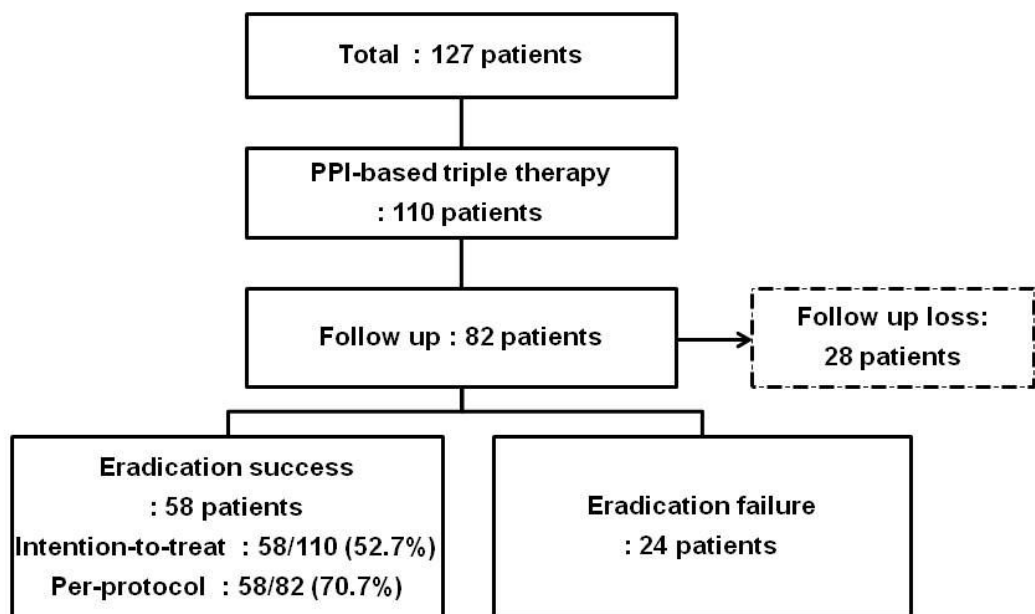 Total : 127 patients
PPI-based triple therapy
: 110 patients
Follow up : 82 patients
Follow up loss:
28 patients
Eradication success
: 58 patients
Intention-to-treat : 58/110 (52.7%)
Per-protocol : 58/82 (70.7%)
Eradication failure
: 24 patients